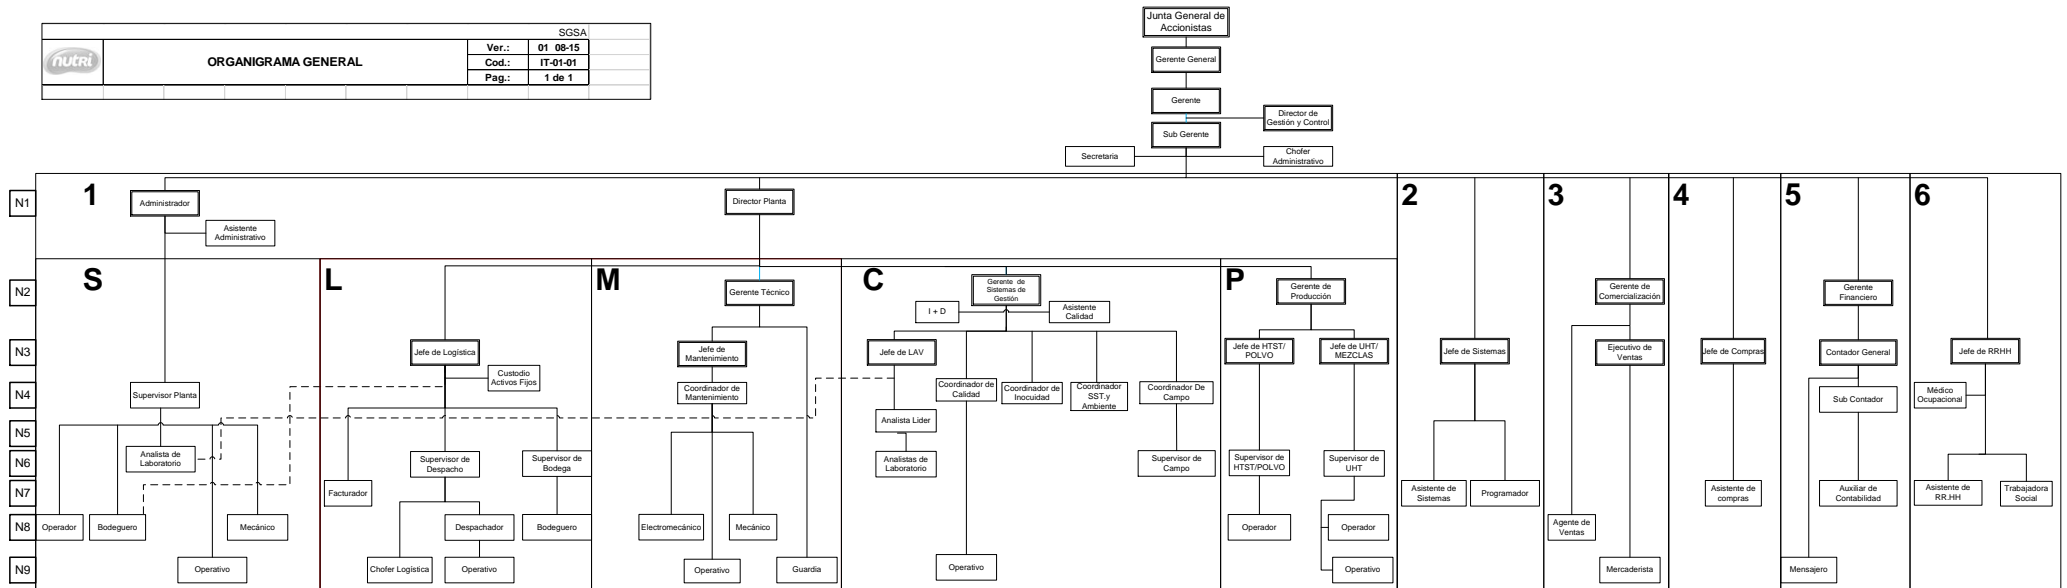 SGSA
nutri
ORGANIGRAMA GENERAL
Ver.: 01 08-15
Cod.: IT-01-01
Pag.: 1 de 1
Junta General de
Accionistas
Gerente General
Gerente
Director de
Gestión y Control
Sub Gerente
Secretaria
Chofer
Administrativo
N1
1
Administrador
Asistente
Administrativo
Director Planta
2
3
4
5
6
S
L
M
C
P
N2
Gerente Técnico
Gerente de
Sistemas de
Gestión
I + D
Asistente
Calidad
Gerente de
Producción
Gerente de
Comercialización
Gerente
Financiero
N3
Jefe de Logística
Custodio
Activos Fijos
Jefe de
Mantenimiento
Jefe de LAV
Jefe de HTST/
POLVO
Jefe de UHT/
MEZCLAS
Jefe de Sistemas
Ejecutivo de
Ventas
Jefe de Compras
Contador General
Jefe de RRHH
N4
Supervisor Planta
Coordinador de
Mantenimiento
Coordinador de
Calidad
Coordinador de
Inocuidad
Coordinador
SST.y
Ambiente
Coordinador De
Campo
Sub Contador
Médico
Ocupacional
N5
Analista Lider
N6
Analista de
Laboratorio
Supervisor de
Despacho
Supervisor de
Bodega
Analistas de
Laboratorio
Supervisor de
Campo
Supervisor de
HTST/POLVO
Supervisor de
UHT
N7
Facturador
Asistente de
Sistemas
Programador
Asistente de
compras
Auxiliar de
Contabilidad
Asistente de
RR.HH
Trabajadora
Social
N8
Operador
Bodeguero
Mecánico
Despachador
Bodeguero
Electromecánico
Mecánico
Operador
Operador
Agente de
Ventas
N9
Operativo
Chofer Logística
Operativo
Operativo
Guardia
Operativo
Operativo
Mercaderista
Mensajero